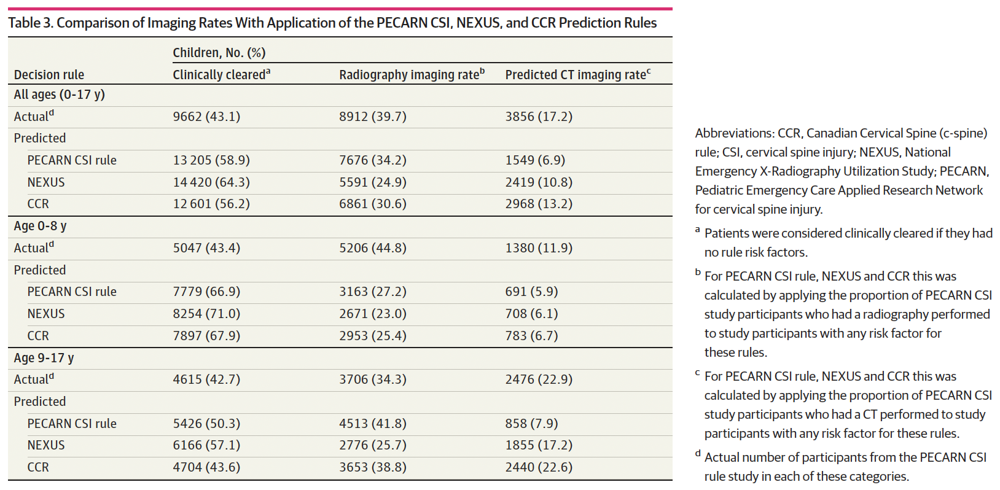 Table 3. Comparison of Imaging Rates With Application of the PECARN CSI, NEXUS, and CCR Prediction Rules
Children, No. (%)
Decision rule Clinically cleared^a Radiography imaging rate^b Predicted CT imaging rate^c
All ages (0-17 y)
Actual^d 9662 (43.1) 8912 (39.7) 3856 (17.2)
Predicted
PECARN CSI rule 13 205 (58.9) 7676 (34.2) 1549 (6.9)
NEXUS 14 420 (64.3) 5591 (24.9) 2419 (10.8)
CCR 12 601 (56.2) 6861 (30.6) 2968 (13.2)
Age 0-8 y
Actual^d 5047 (43.4) 5206 (44.8) 1380 (11.9)
Predicted
PECARN CSI rule 7779 (66.9) 3163 (27.2) 691 (5.9)
NEXUS 8254 (71.0) 2671 (23.0) 708 (6.1)
CCR 7897 (67.9) 2953 (25.4) 783 (6.7)
Age 9-17 y
Actual^d 4615 (42.7) 3706 (34.3) 2476 (22.9)
Predicted
PECARN CSI rule 5426 (50.3) 4513 (41.8) 858 (7.9)
NEXUS 6166 (57.1) 2776 (25.7) 1855 (17.2)
CCR 4704 (43.6) 3653 (38.8) 2440 (22.6)
Abbreviations: CCR, Canadian Cervical Spine (c-spine)
rule; CSI, cervical spine injury; NEXUS, National
Emergency X-Radiography Utilization Study; PECARN,
Pediatric Emergency Care Applied Research Network
for cervical spine injury.
^a Patients were considered clinically cleared if they had
no rule risk factors.
^b For PECARN CSI rule, NEXUS and CCR this was
calculated by applying the proportion of PECARN CSI
study participants who had a radiography performed
to study participants with any risk factor for
these rules.
^c For PECARN CSI rule, NEXUS and CCR this was
calculated by applying the proportion of PECARN CSI
study participants who had a CT performed to study
participants with any risk factor for these rules.
^d Actual number of participants from the PECARN CSI
rule study in each of these categories.